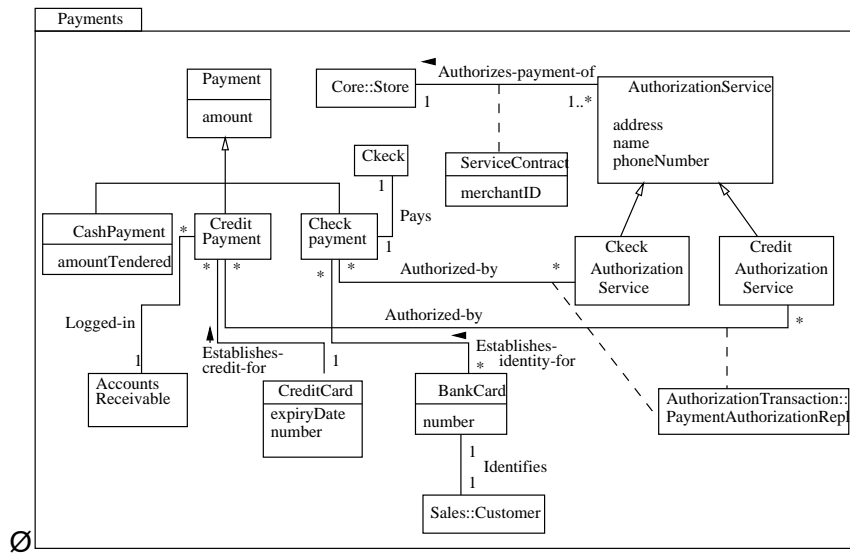 Payments
Payment
amount
Core::Store
Authorizes-payment-of
1
1..*
AuthorizationService
address
name
phoneNumber
ServiceContract
merchantID
Ckeck
1
Pays
1
CashPayment
amountTendered
*
Credit
Payment
*
*
Check
payment
*
*
Authorized-by
*
Ckeck
Authorization
Service
Credit
Authorization
Service
*
Authorized-by
Logged-in
1
Accounts
Receivable
Establishes-
credit-for
1
CreditCard
expiryDate
number
Establishes-
identity-for
*
BankCard
number
AuthorizationTransaction::
PaymentAuthorizationRepl
1
Identifies
1
Sales::Customer
Ø